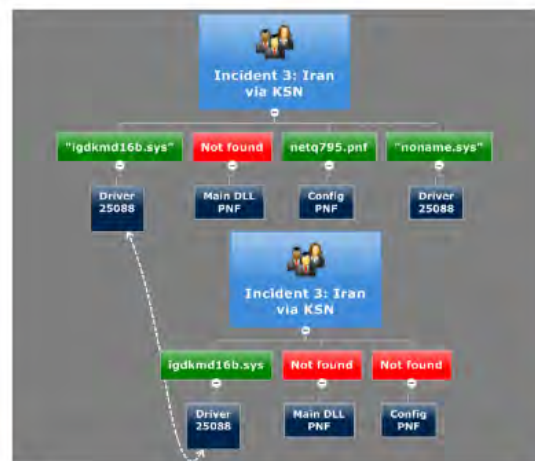 Incident 3: Iran
via KSN
"igdkmd16b.sys" Not found netq795.pnf "noname.sys"
Driver Main DLL Config Driver
25088 PNF PNF 25088
Incident 3: Iran
via KSN
igdkmd16b.sys Not found Not found
Driver Main DLL Config
25088 PNF PNF